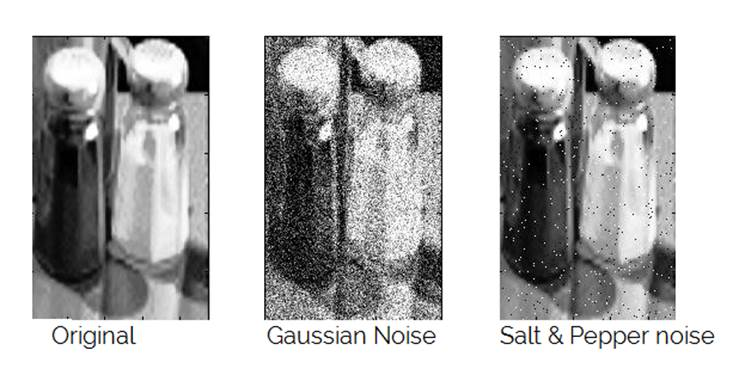 Original
Gaussian Noise
Salt & Pepper noise